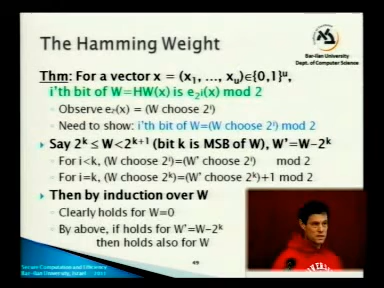 The Hamming Weight
Bar-Ilan University
Dept. of Computer Science
Thm: For a vector x = (x₁, ..., xᵤ)∈{0,1}ᵘ,
i'th bit of W=HW(x) is e₂ⁱ(x) mod 2
Observe e₂ⁱ(x) = (W choose 2ⁱ)
Need to show: i'th bit of W=(W choose 2ⁱ) mod 2
Say 2ᵏ ≤ W<2ᵏ⁺¹ (bit k is MSB of W), W'=W-2ᵏ
For i<k, (W choose 2ⁱ)=(W' choose 2ⁱ) mod 2
For i=k, (W choose 2ᵏ)=(W' choose 2ᵏ)+1 mod 2
Then by induction over W
Clearly holds for W=0
By above, if holds for W'=W-2ᵏ
then holds also for W
Secure Computation and Efficiency
Bar-Ilan University, Israel 2011
49